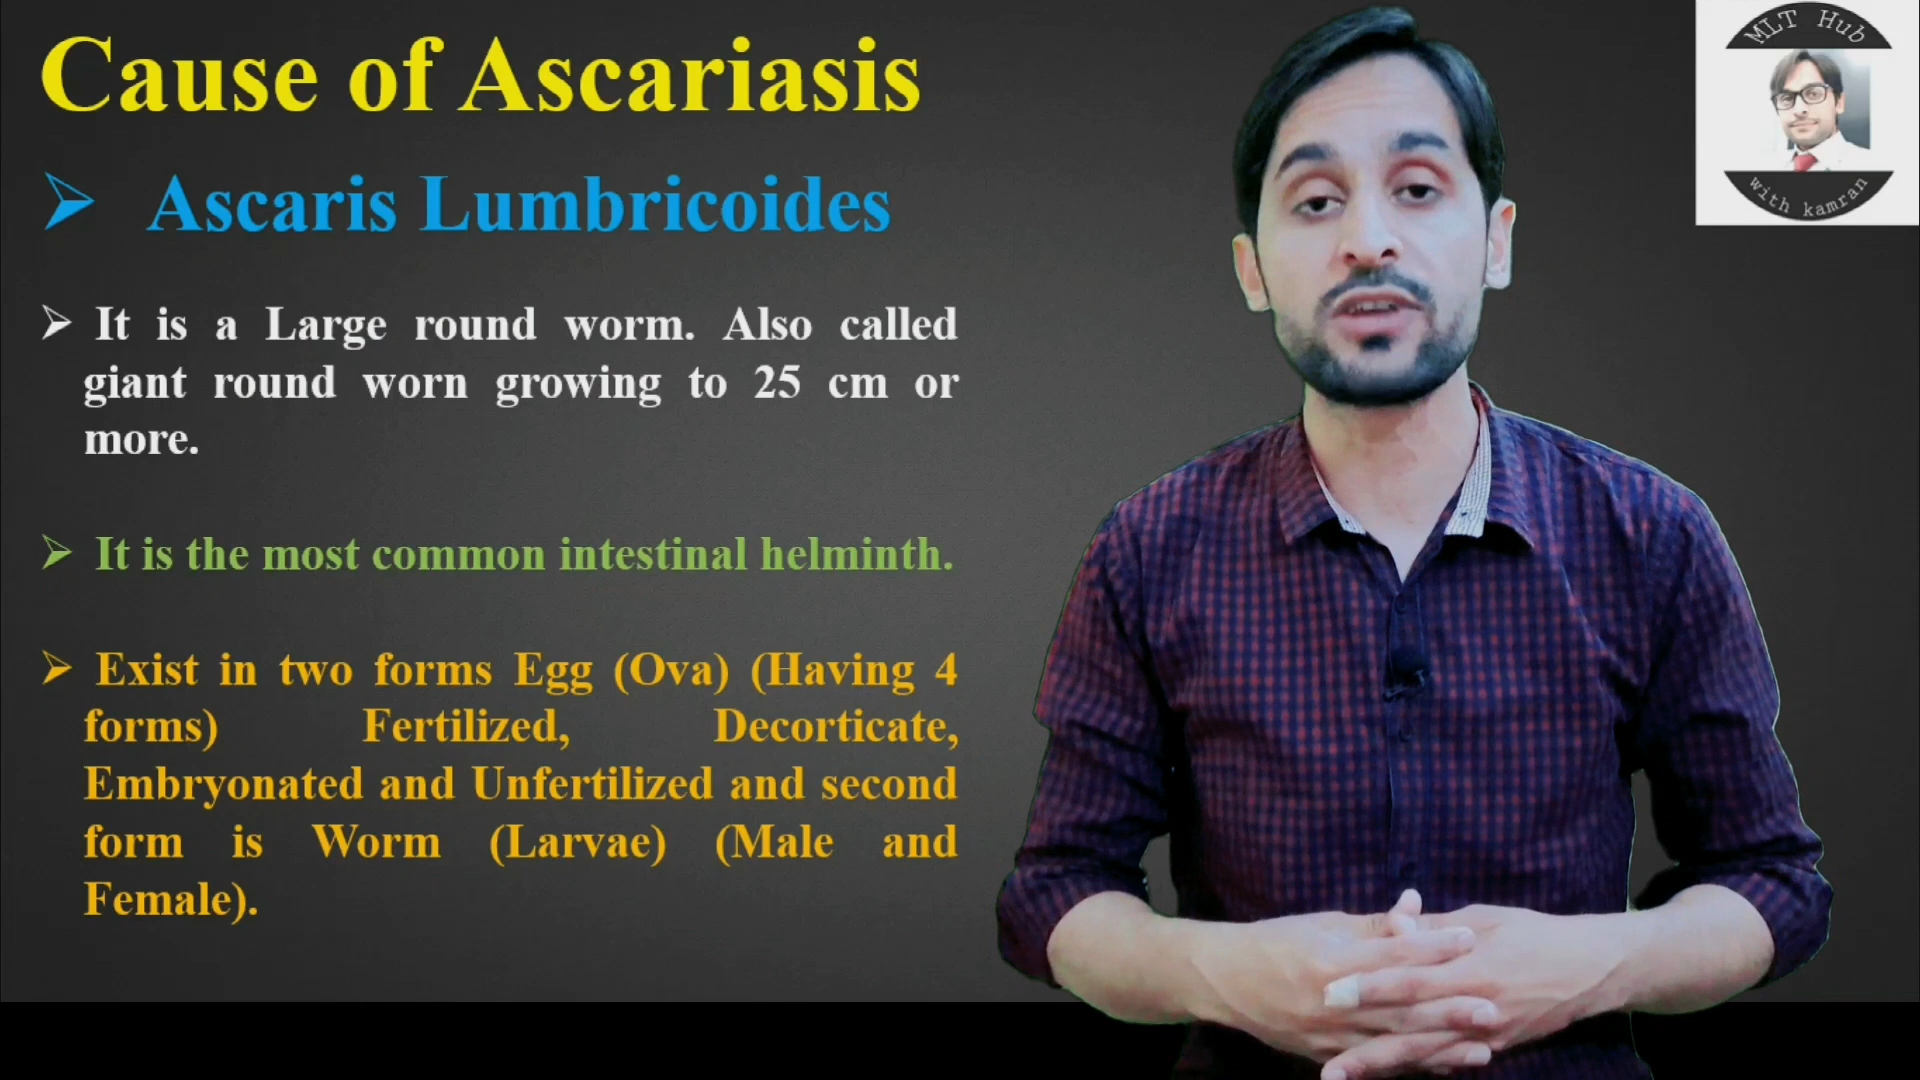 Cause of Ascariasis
➢ Ascaris Lumbricoides
➢ It is a Large round worm. Also called
giant round worn growing to 25 cm or
more.
➢ It is the most common intestinal helminth.
➢ Exist in two forms Egg (Ova) (Having 4
forms) Fertilized, Decorticate,
Embryonated and Unfertilized and second
form is Worm (Larvae) (Male and
Female).
MLT Hub
with kamran